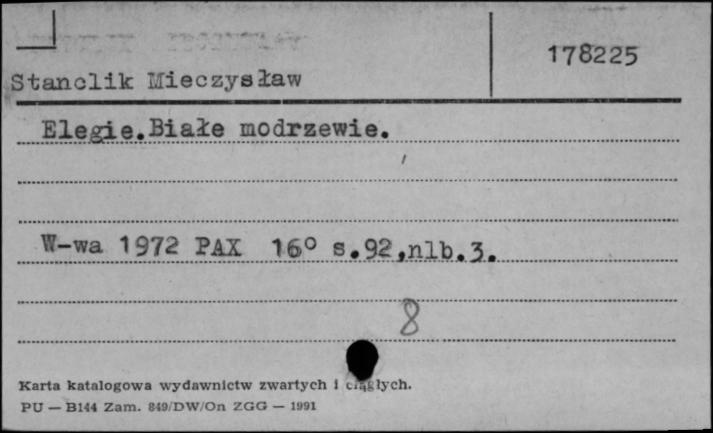 178225
Stanclik Mieczysław
Elegie.Białe modrzewie.
W-wa 1972 PAX 16° s.92,nlb.3.
8
Karta katalogowa wydawnictw zwartych i ciągłych.
PU — B144 Zam. 849/DW/On ZGG — 1991